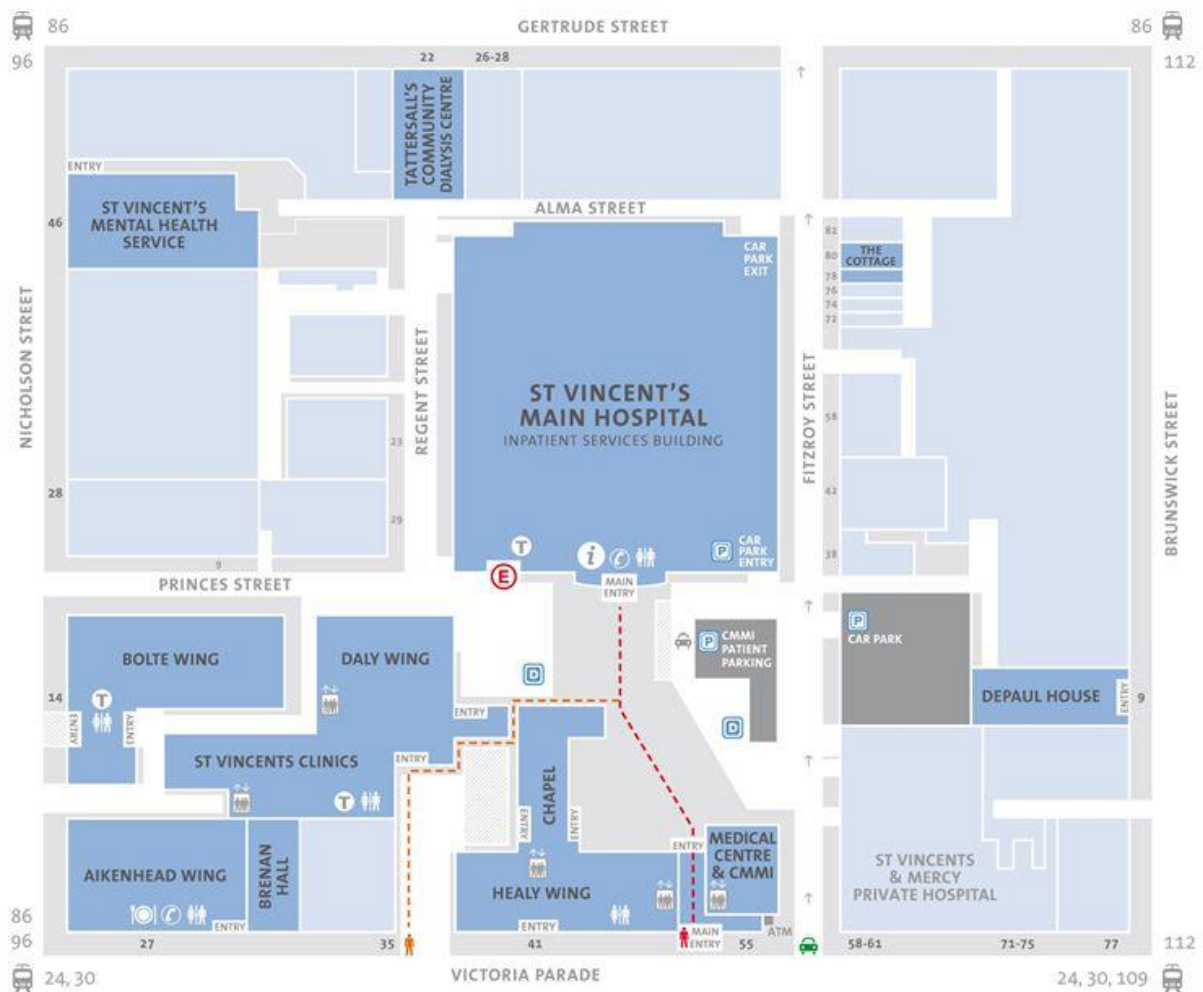 86
GERTRUDE STREET
86
96
22
26-28
112
TATTERSALL'S
COMMUNITY
DIALYSIS CENTRE
ENTRY
ST VINCENT'S
MENTAL HEALTH
SERVICE
46
ALMA STREET
CAR
PARK
EXIT
82
80
THE
COTTAGE
78
76
74
72
NICHOLSON STREET
REGENT STREET
ST VINCENT'S
MAIN HOSPITAL
INPATIENT SERVICES BUILDING
FITZROY STREET
BRUNSWICK STREET
58
23
28
42
29
38
9
T
i
P
CAR
PARK
ENTRY
E
MAIN
ENTRY
PRINCES STREET
BOLTE WING
DALY WING
D
P
CMMI
PATIENT
PARKING
P
CAR PARK
14
T
ENTRY
ENTRY
ENTRY
D
DEPAUL HOUSE
ENTRY
9
ST VINCENTS CLINICS
ENTRY
T
CHAPEL
ENTRY
ENTRY
AIKENHEAD WING
BRENAN
HALL
HEALY WING
ENTRY
MEDICAL
CENTRE
& CMMI
ST VINCENTS
& MERCY
PRIVATE HOSPITAL
86
ENTRY
ENTRY
MAIN
ENTRY
ATM
96
27
35
41
55
58-61
71-75
77
112
24, 30
VICTORIA PARADE
24, 30, 109